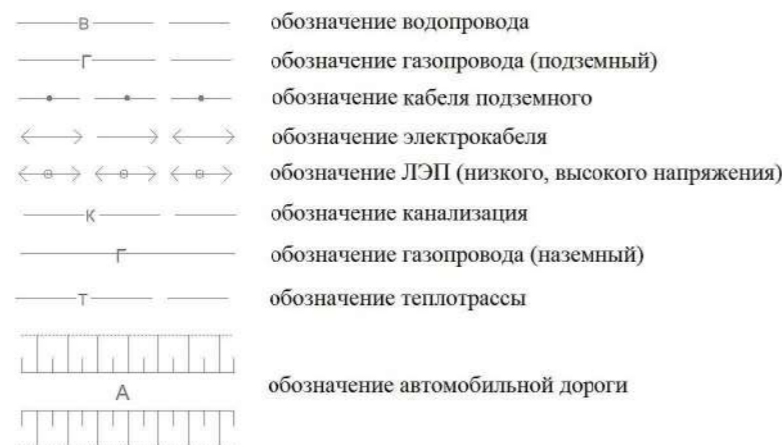 В обозначение водопровода
Г обозначение газопровода (подземный)
обозначение кабеля подземного
обозначение электрокабеля
обозначение ЛЭП (низкого, высокого напряжения)
К обозначение канализация
Г обозначение газопровода (наземный)
Т обозначение теплотрассы
А обозначение автомобильной дороги